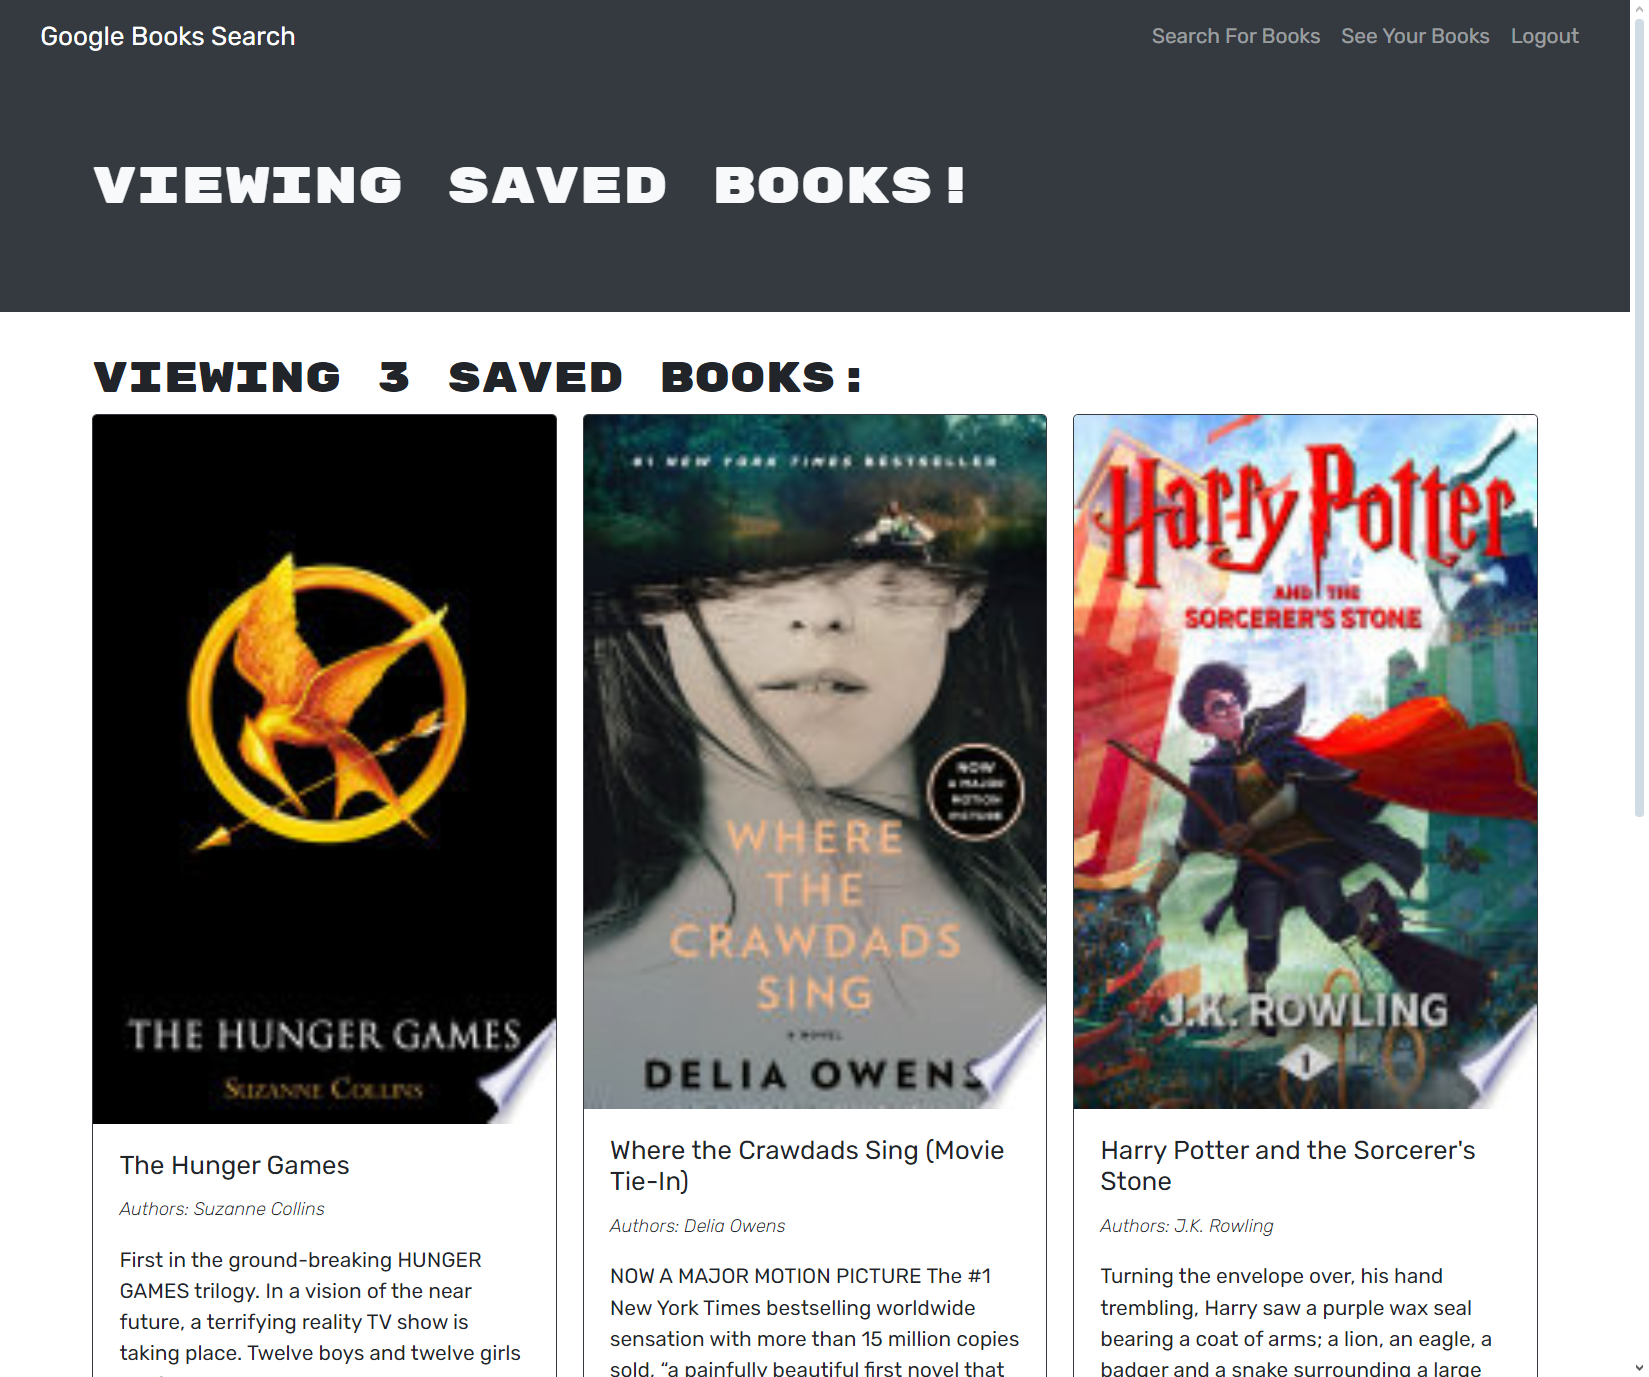 Google Books Search
Search For Books See Your Books Logout
VIEWING SAVED BOOKS!
VIEWING 3 SAVED BOOKS:
THE HUNGER GAMES
SUZANNE COLLINS
#1 NEW YORK TIMES BESTSELLER
NOW
A MAJOR
MOTION
PICTURE
WHERE
THE
CRAWDADS
SING
A NOVEL
DELIA OWENS
Harry Potter
AND THE
SORCERER'S STONE
J.K. ROWLING
1
The Hunger Games
Authors: Suzanne Collins
First in the ground-breaking HUNGER
GAMES trilogy. In a vision of the near
future, a terrifying reality TV show is
taking place. Twelve boys and twelve girls
Where the Crawdads Sing (Movie
Tie-In)
Authors: Delia Owens
NOW A MAJOR MOTION PICTURE The #1
New York Times bestselling worldwide
sensation with more than 15 million copies
sold, “a painfully beautiful first novel that
Harry Potter and the Sorcerer's
Stone
Authors: J.K. Rowling
Turning the envelope over, his hand
trembling, Harry saw a purple wax seal
bearing a coat of arms; a lion, an eagle, a
badger and a snake surrounding a large